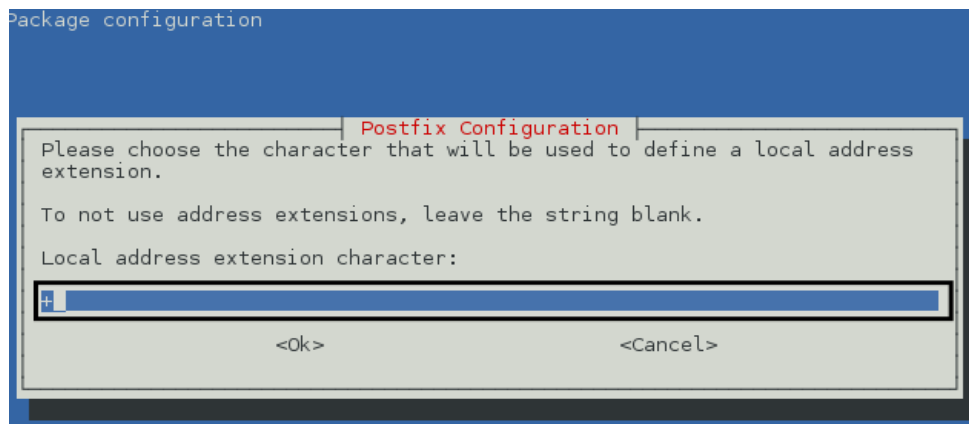 Package configuration
Postfix Configuration
Please choose the character that will be used to define a local address
extension.
To not use address extensions, leave the string blank.
Local address extension character:
+
<Ok> <Cancel>